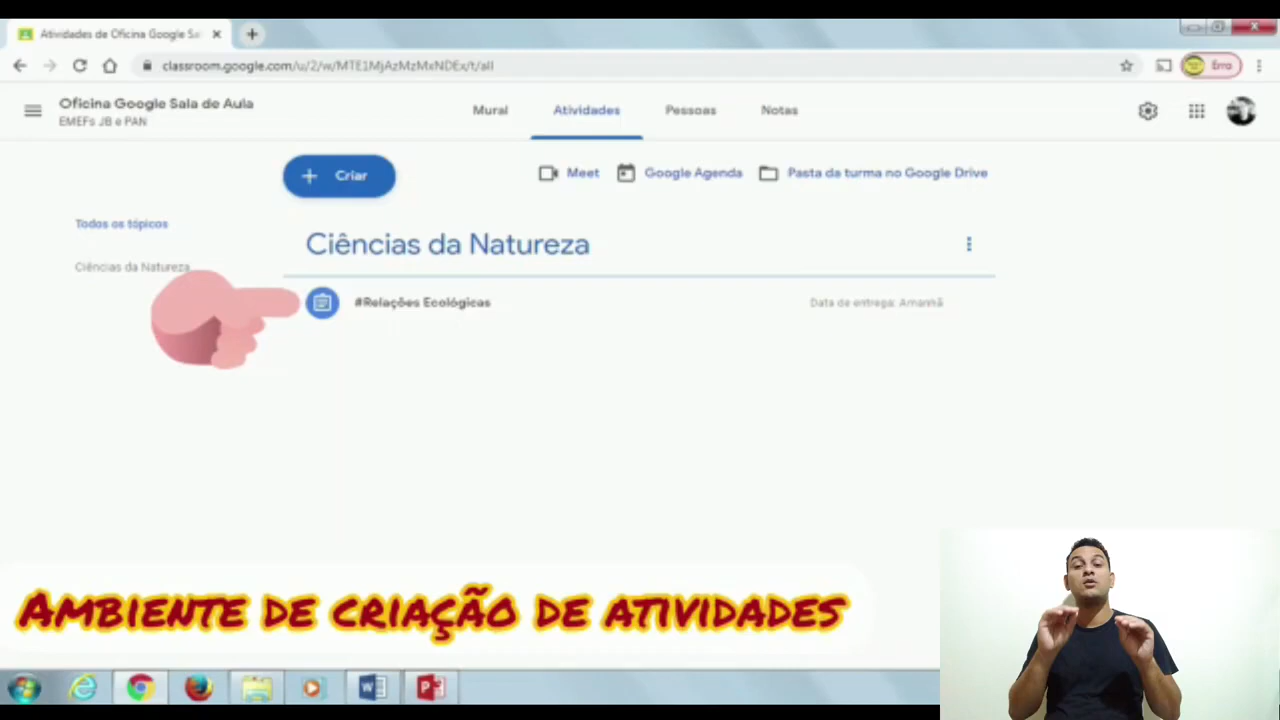 Atividades de Oficina Google Sa
classroom.google.com/u/2/w/MTE1MjAzMzMxNDEx/t/all
Erro
Oficina Google Sala de Aula
EMEFs JB e PAN
Mural
Atividades
Pessoas
Notas
Criar
Meet
Google Agenda
Pasta da turma no Google Drive
Todos os tópicos
Ciências da Natureza
Ciências da Natureza
#Relações Ecológicas
Data de entrega: Amanhã
AMBIENTE DE CRIAÇÃO DE ATIVIDADES